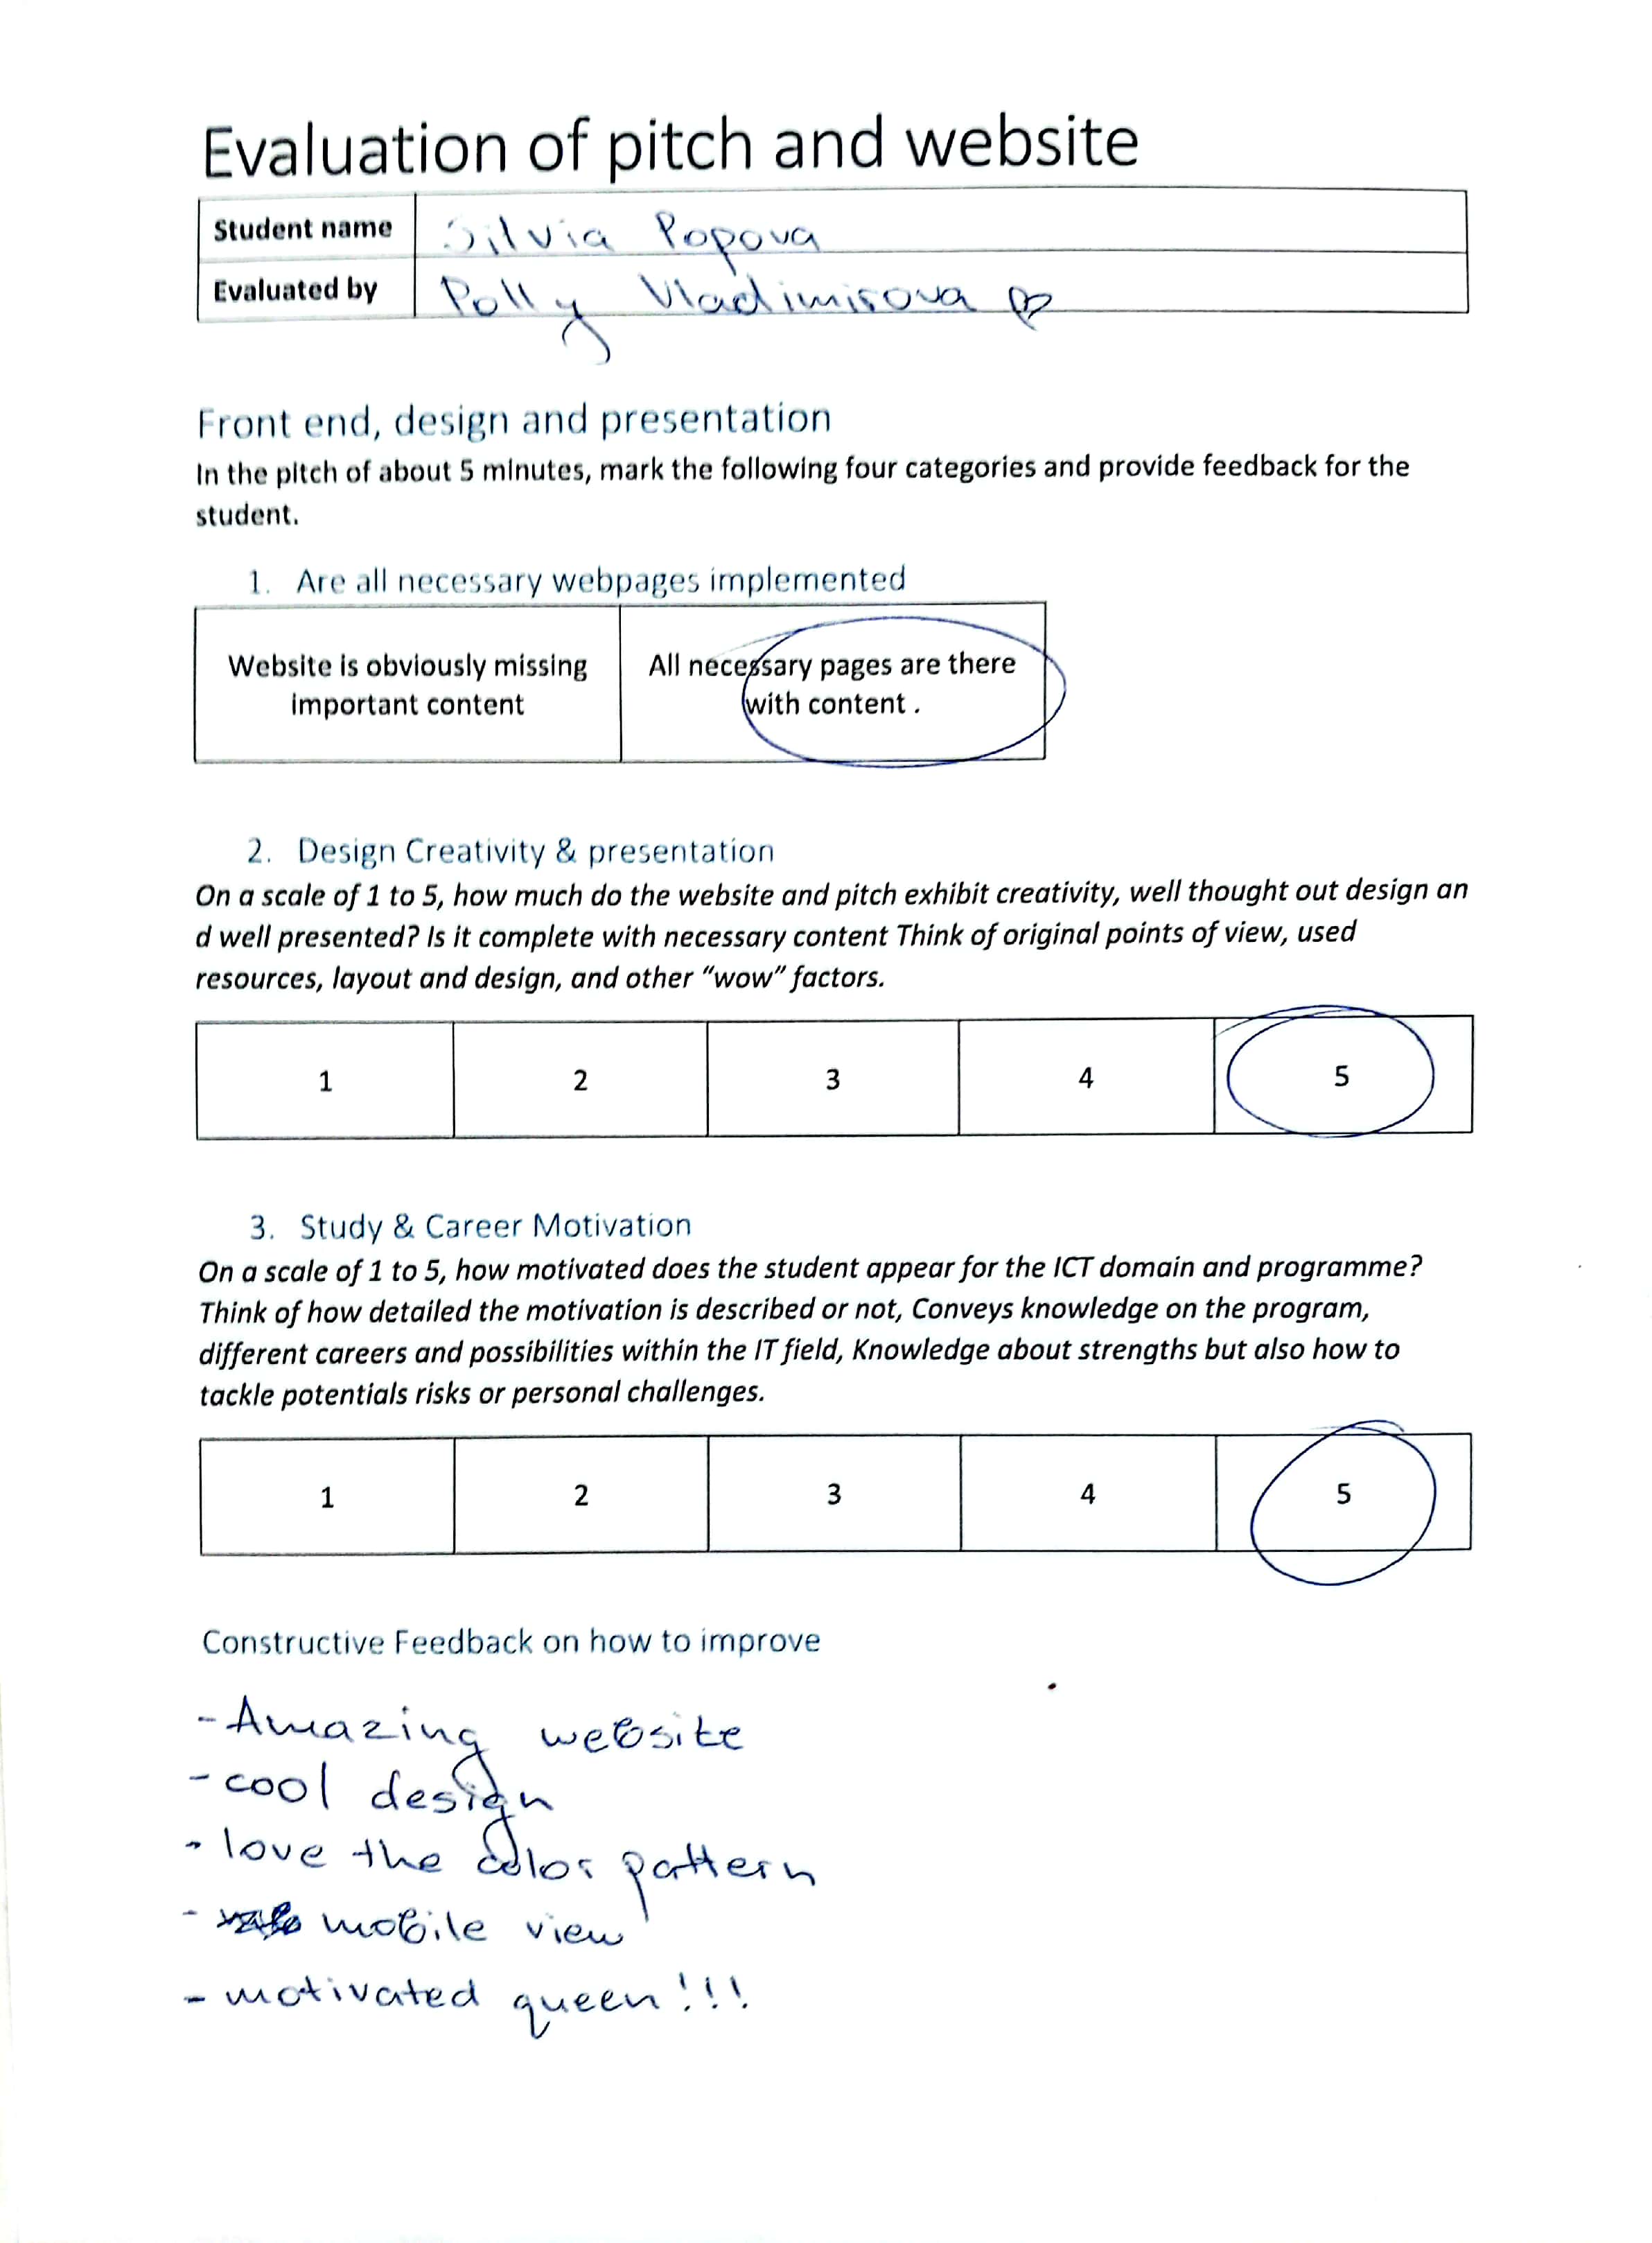 Evaluation of pitch and website
Student name Silvia Popova
Evaluated by Polly Vladimirova
Front end, design and presentation
In the pitch of about 5 minutes, mark the following four categories and provide feedback for the
student.
1. Are all necessary webpages implemented
Website is obviously missing
important content
All necessary pages are there
with content .
2. Design Creativity & presentation
On a scale of 1 to 5, how much do the website and pitch exhibit creativity, well thought out design an
d well presented? Is it complete with necessary content Think of original points of view, used
resources, layout and design, and other “wow” factors.
1 2 3 4 5
3. Study & Career Motivation
On a scale of 1 to 5, how motivated does the student appear for the ICT domain and programme?
Think of how detailed the motivation is described or not, Conveys knowledge on the program,
different careers and possibilities within the IT field, Knowledge about strengths but also how to
tackle potentials risks or personal challenges.
1 2 3 4 5
Constructive Feedback on how to improve
- Amazing website
- cool design
- love the color pattern
- mobile view
- motivated queen!!!